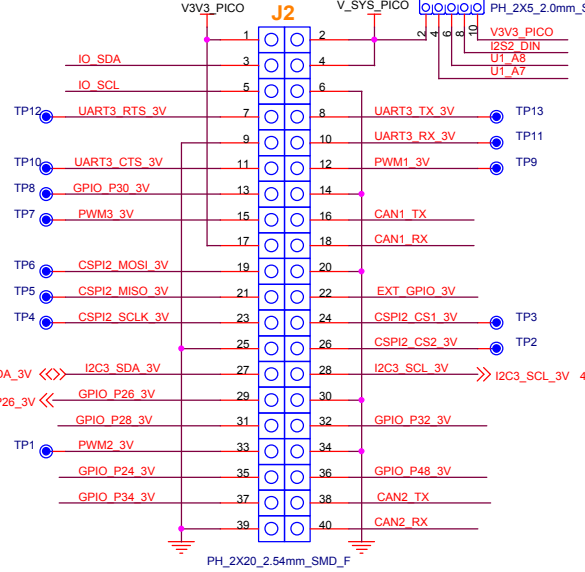 V3V3_PICO
J2
V_SYS_PICO
PH_2X5_2.0mm_S
2 4 6 8 10
V3V3_PICO
I2S2_DIN
U1_A8
U1_A7
1 2
IO_SDA 3 4
IO_SCL 5 6
TP12 UART3_RTS_3V 7 8 UART3_TX_3V TP13
9 10 UART3_RX_3V TP11
TP10 UART3_CTS_3V 11 12 PWM1_3V TP9
TP8 GPIO_P30_3V 13 14
TP7 PWM3_3V 15 16 CAN1_TX
17 18 CAN1_RX
TP6 CSPI2_MOSI_3V 19 20
TP5 CSPI2_MISO_3V 21 22 EXT_GPIO_3V
TP4 CSPI2_SCLK_3V 23 24 CSPI2_CS1_3V TP3
25 26 CSPI2_CS2_3V TP2
DA_3V I2C3_SDA_3V 27 28 I2C3_SCL_3V I2C3_SCL_3V 4
P26_3V GPIO_P26_3V 29 30
GPIO_P28_3V 31 32 GPIO_P32_3V
TP1 PWM2_3V 33 34
GPIO_P24_3V 35 36 GPIO_P48_3V
GPIO_P34_3V 37 38 CAN2_TX
39 40 CAN2_RX
PH_2X20_2.54mm_SMD_F